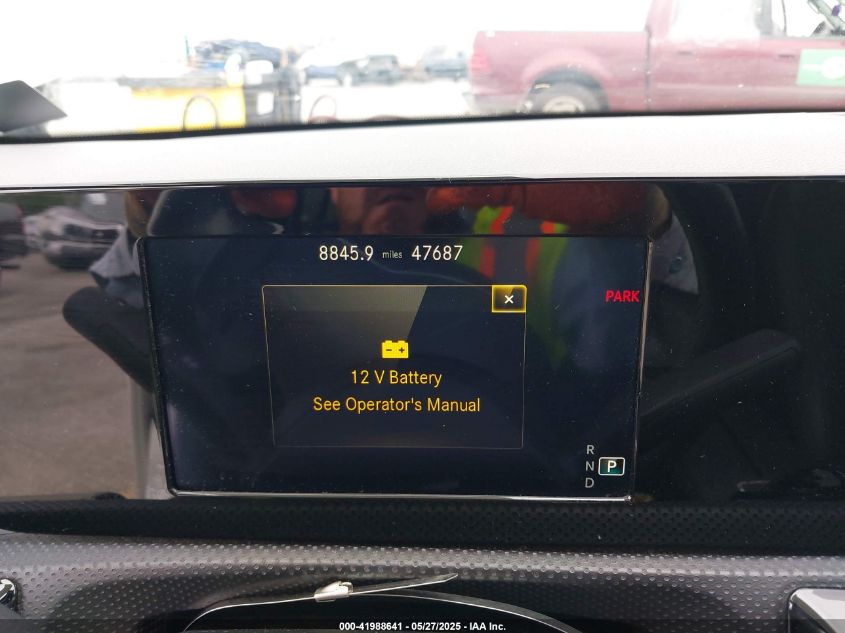 8845.9 miles 47687
×
PARK
12 V Battery
See Operator's Manual
R
N P
D
000-41988641 / 05/27/2025 - IAA Inc.